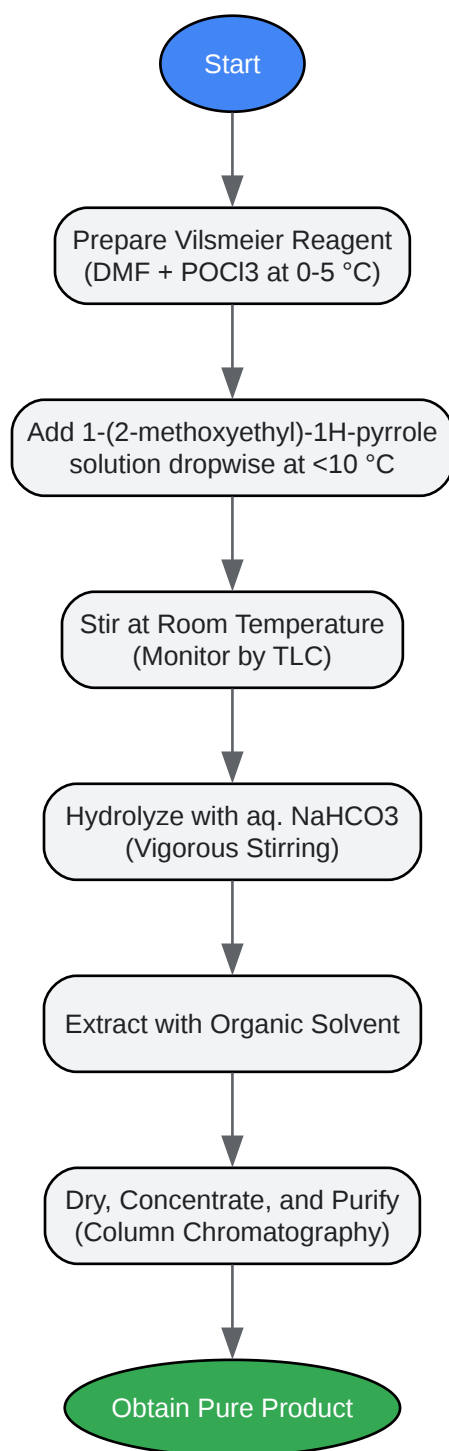 Start
Prepare Vilsmeier Reagent
(DMF + POCl3 at 0-5 °C)
Add 1-(2-methoxyethyl)-1H-pyrrole
solution dropwise at <10 °C
Stir at Room Temperature
(Monitor by TLC)
Hydrolyze with aq. NaHCO3
(Vigorous Stirring)
Extract with Organic Solvent
Dry, Concentrate, and Purify
(Column Chromatography)
Obtain Pure Product